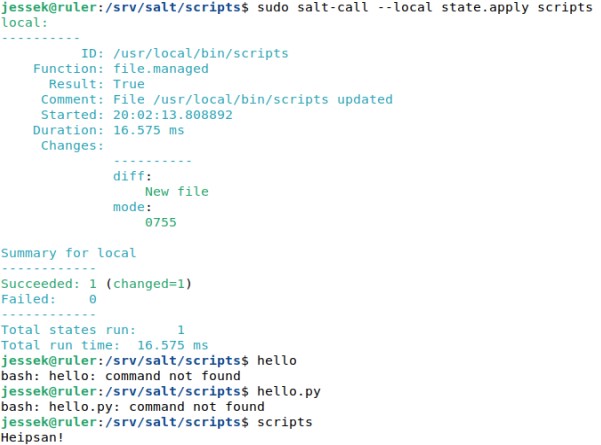 jessek@ruler:/srv/salt/scripts$ sudo salt-call --local state.apply scripts
local:
----------
          ID: /usr/local/bin/scripts
    Function: file.managed
      Result: True
     Comment: File /usr/local/bin/scripts updated
     Started: 20:02:13.808892
    Duration: 16.575 ms
     Changes:
              ----------
              diff:
                  New file
              mode:
                  0755

Summary for local
------------
Succeeded: 1 (changed=1)
Failed:    0
------------
Total states run:     1
Total run time:  16.575 ms
jessek@ruler:/srv/salt/scripts$ hello
bash: hello: command not found
jessek@ruler:/srv/salt/scripts$ hello.py
bash: hello.py: command not found
jessek@ruler:/srv/salt/scripts$ scripts
Heipsan!